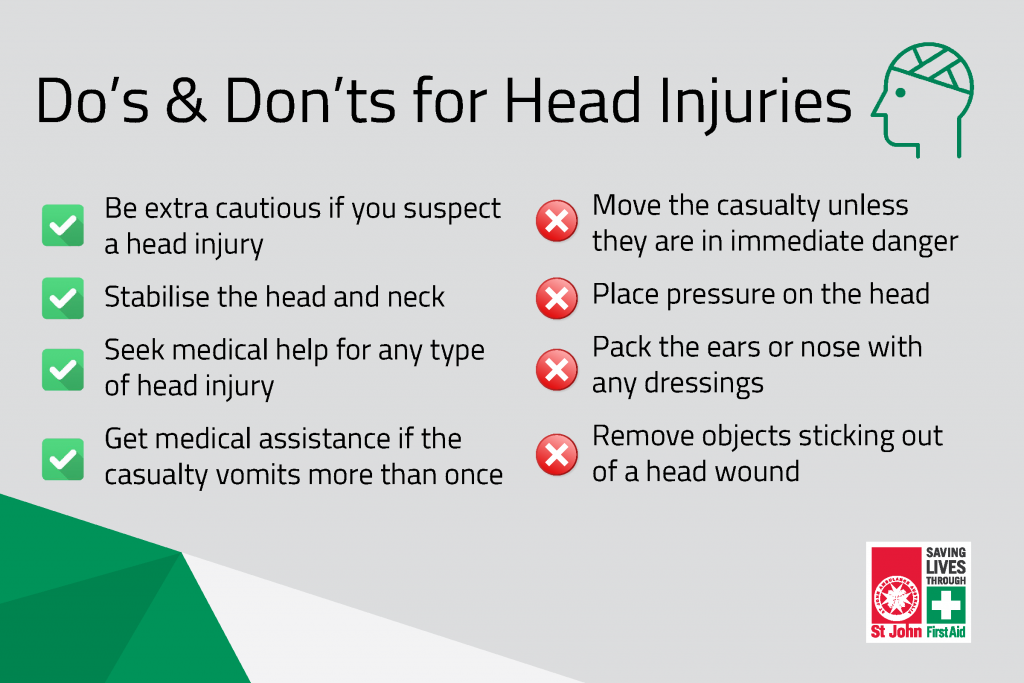 Do's & Don'ts for Head Injuries
Be extra cautious if you suspect
a head injury
Stabilise the head and neck
Seek medical help for any type
of head injury
Get medical assistance if the
casualty vomits more than once
Move the casualty unless
they are in immediate danger
Place pressure on the head
Pack the ears or nose with
any dressings
Remove objects sticking out
of a head wound
SAVING
LIVES
THROUGH
St John
First Aid